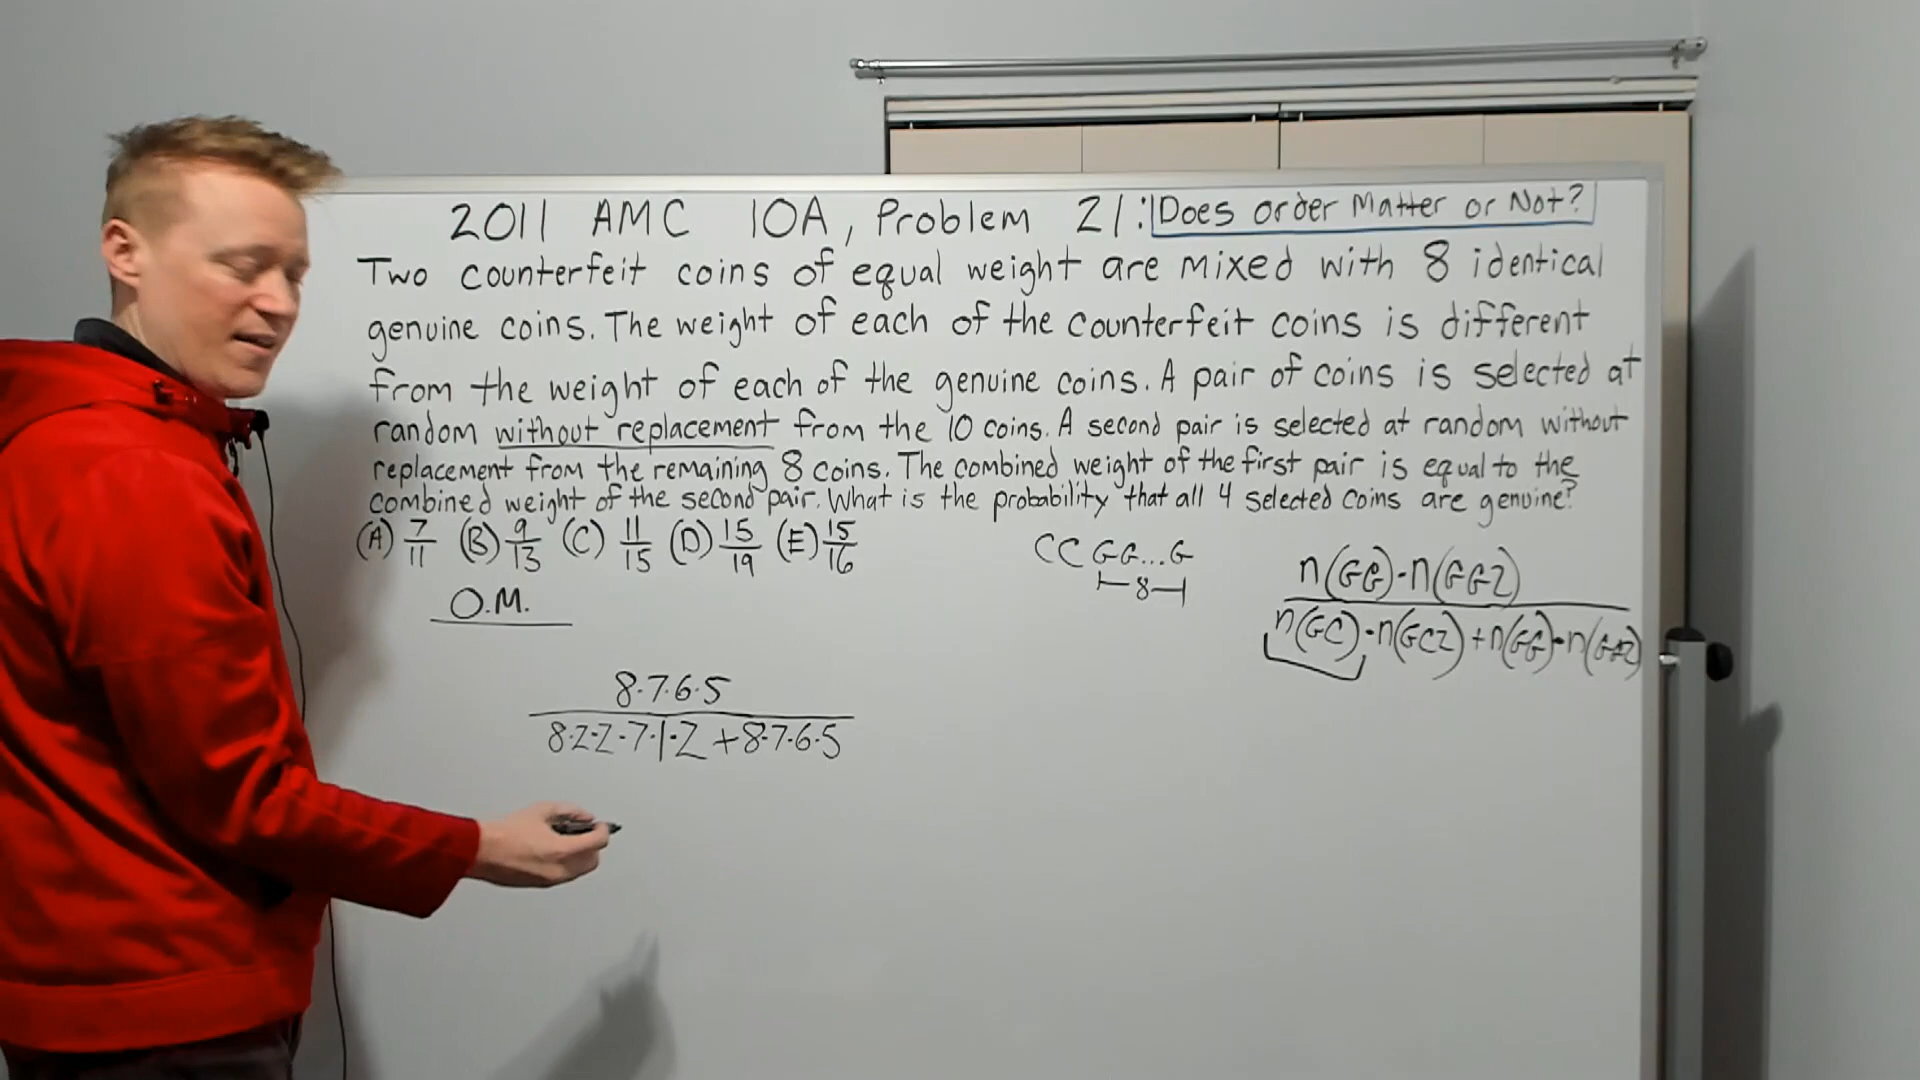 2011 AMC 10A, Problem 21: Does order Matter or Not?
Two counterfeit coins of equal weight are mixed with 8 identical
genuine coins. The weight of each of the counterfeit coins is different
from the weight of each of the genuine coins. A pair of coins is selected at
random without replacement from the 10 coins. A second pair is selected at random without
replacement from the remaining 8 coins. The combined weight of the first pair is equal to the
combined weight of the second pair. What is the probability that all 4 selected coins are genuine?
(A) 7/11 (B) 9/13 (C) 11/15 (D) 15/19 (E) 15/16
CCGG...G
8
n(GG)·n(GG2)
n(GC)·n(GC2)+n(GG)·n(GG2)
O.M.
8·7·6·5
8·2·2·7·1·2+8·7·6·5